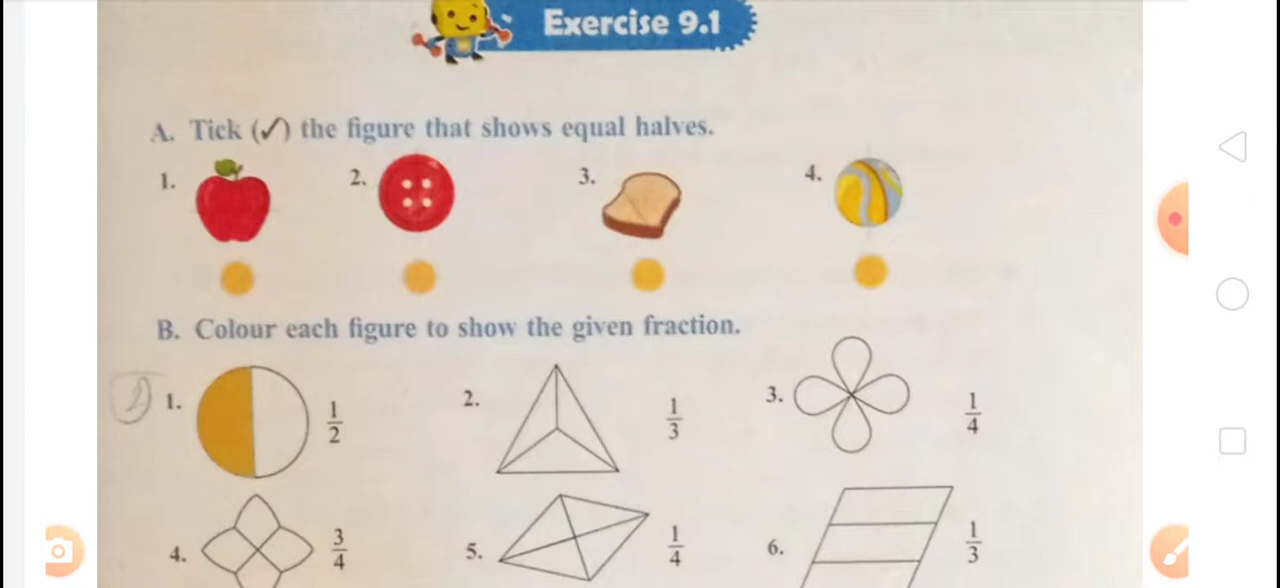 Exercise 9.1
A. Tick (✓) the figure that shows equal halves.
1. 2. 3. 4.
B. Colour each figure to show the given fraction.
1. 1/2 2. 1/3 3. 1/4
4. 3/4 5. 1/4 6. 1/3